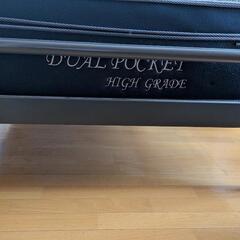 DUAL POCKET
HIGH GRADE